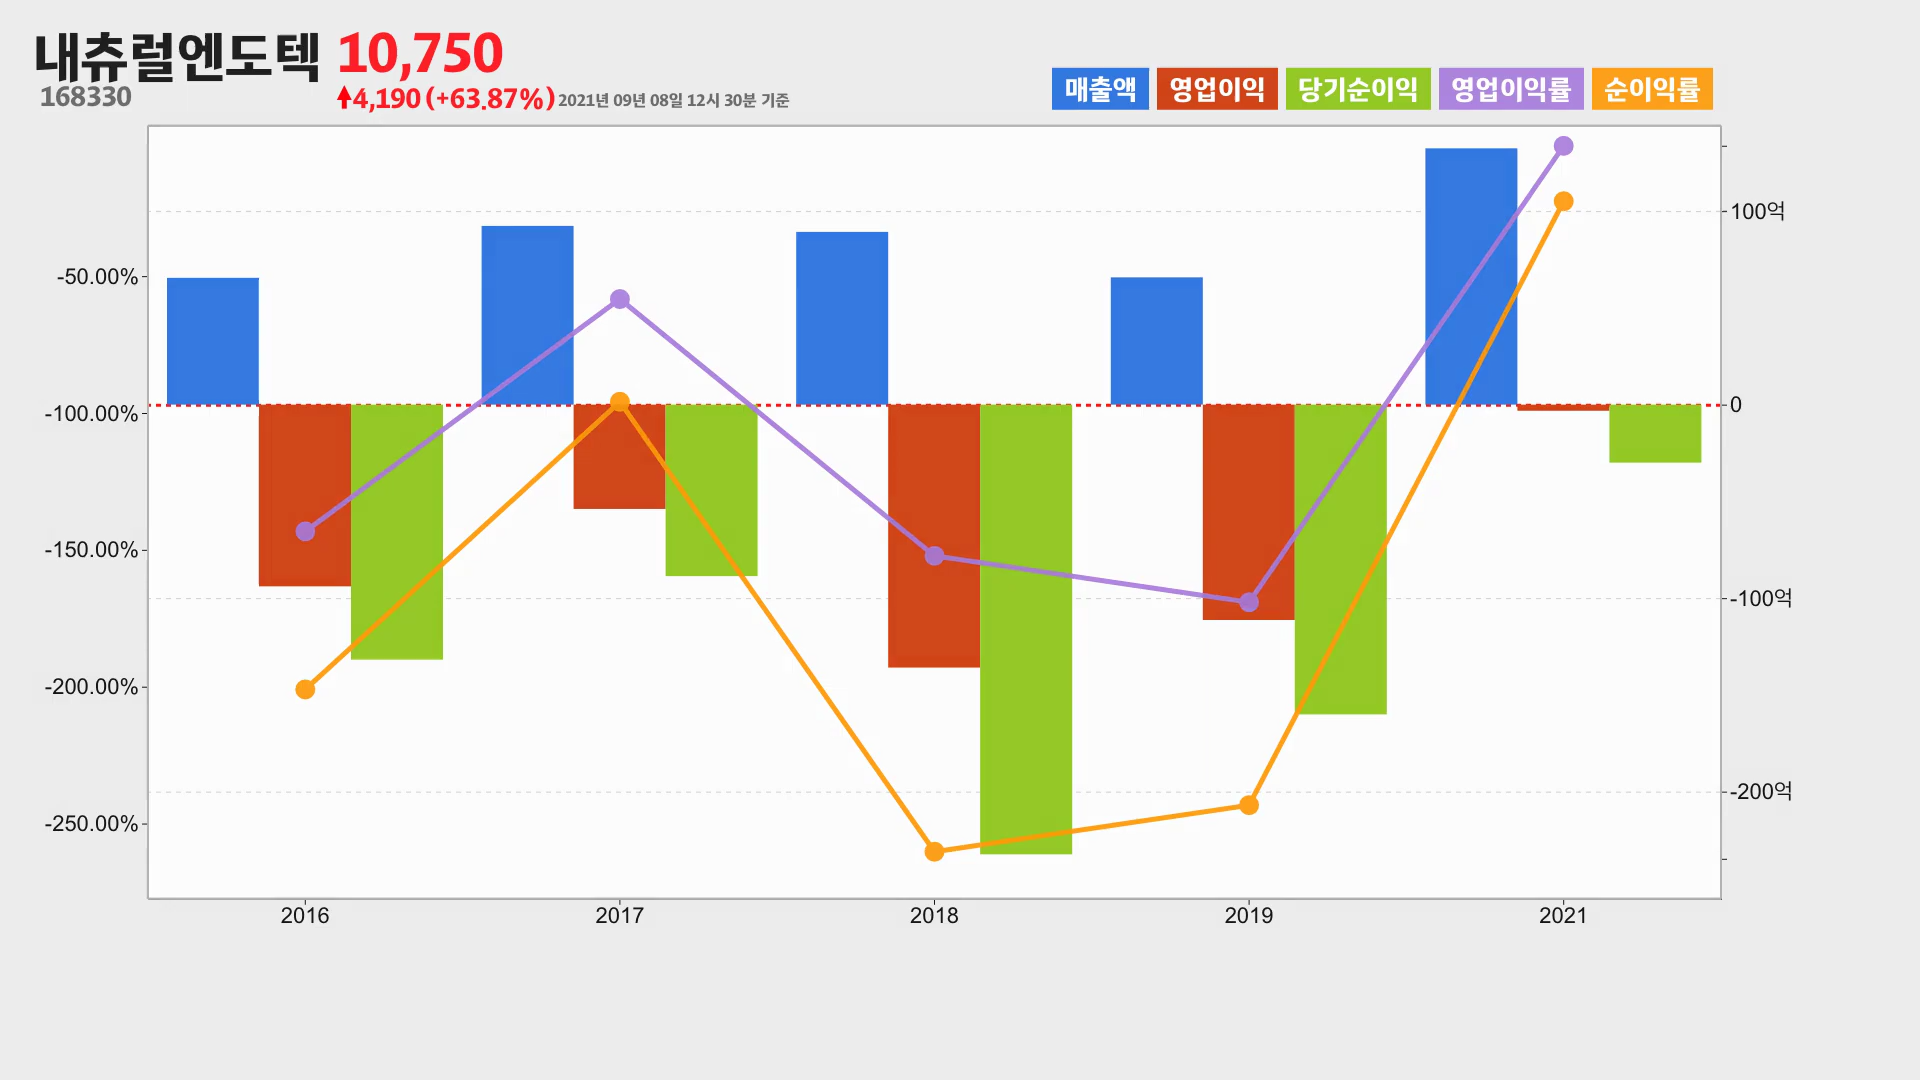 내츄럴엔도텍 10,750
168330
4,190 (+63.87%) 2021년 09월 08일 12시 30분 기준
매출액 영업이익 당기순이익 영업이익률 순이익률
-50.00%
-100.00%
-150.00%
-200.00%
-250.00%
100억
0
-100억
-200억
2016 2017 2018 2019 2021